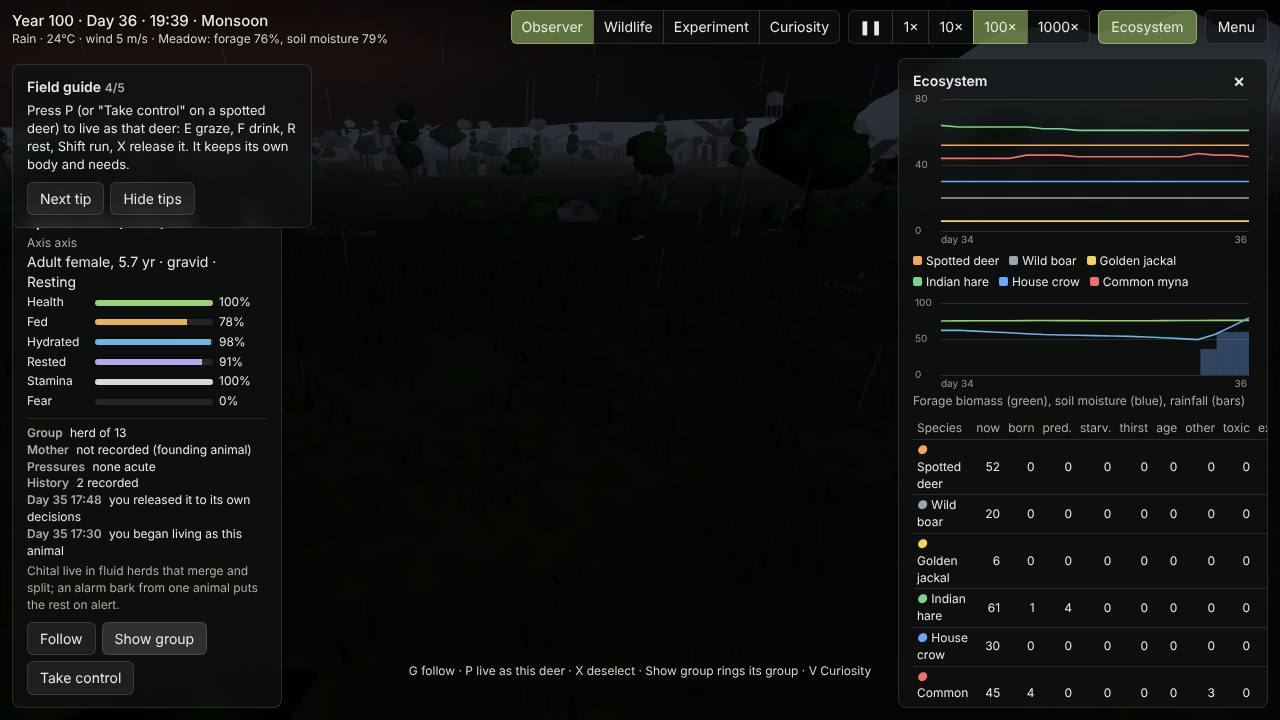 Year 100 · Day 36 · 19:39 · Monsoon
Rain · 24°C · wind 5 m/s · Meadow: forage 76%, soil moisture 79%
Observer Wildlife Experiment Curiosity ❚❚ 1× 10× 100× 1000× Ecosystem Menu
Field guide 4/5
Press P (or "Take control" on a spotted
deer) to live as that deer: E graze, F drink, R
rest, Shift run, X release it. It keeps its own
body and needs.
Next tip Hide tips
Axis axis
Adult female, 5.7 yr · gravid ·
Resting
Health 100%
Fed 78%
Hydrated 98%
Rested 91%
Stamina 100%
Fear 0%
Group herd of 13
Mother not recorded (founding animal)
Pressures none acute
History 2 recorded
Day 35 17:48 you released it to its own
decisions
Day 35 17:30 you began living as this
animal
Chital live in fluid herds that merge and
split; an alarm bark from one animal puts
the rest on alert.
Follow Show group
Take control
G follow · P live as this deer · X deselect · Show group rings its group · V Curiosity
Ecosystem ×
80
40
0
day 34 36
Spotted deer Wild boar Golden jackal
Indian hare House crow Common myna
100
50
0
day 34 36
Forage biomass (green), soil moisture (blue), rainfall (bars)
Species now born pred. starv. thirst age other toxic
Spotted deer 52 0 0 0 0 0 0 0
Wild boar 20 0 0 0 0 0 0 0
Golden jackal 6 0 0 0 0 0 0 0
Indian hare 61 1 4 0 0 0 0 0
House crow 30 0 0 0 0 0 0 0
Common 45 4 0 0 0 0 3 0